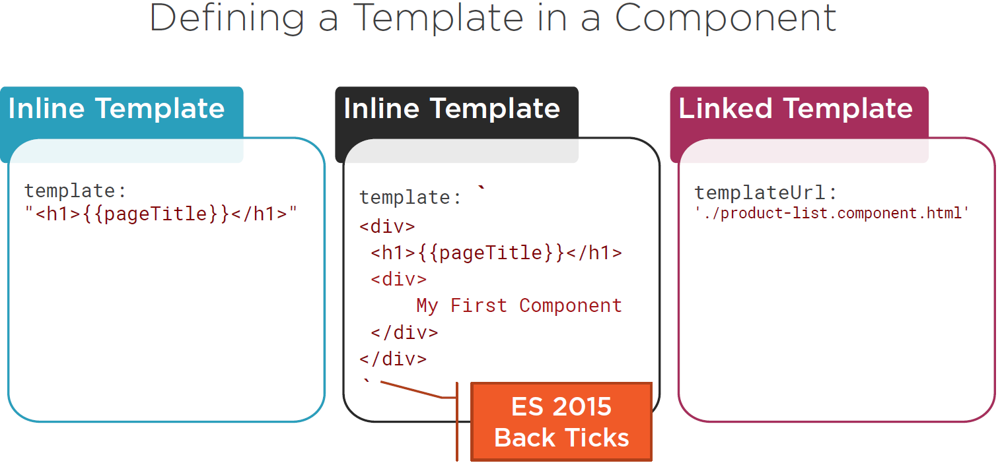 Defining a Template in a Component
Inline Template
template:
"<h1>{{pageTitle}}</h1>"
Inline Template
template: `
<div>
<h1>{{pageTitle}}</h1>
<div>
My First Component
</div>
</div>
`
ES 2015
Back Ticks
Linked Template
templateUrl:
'./product-list.component.html'